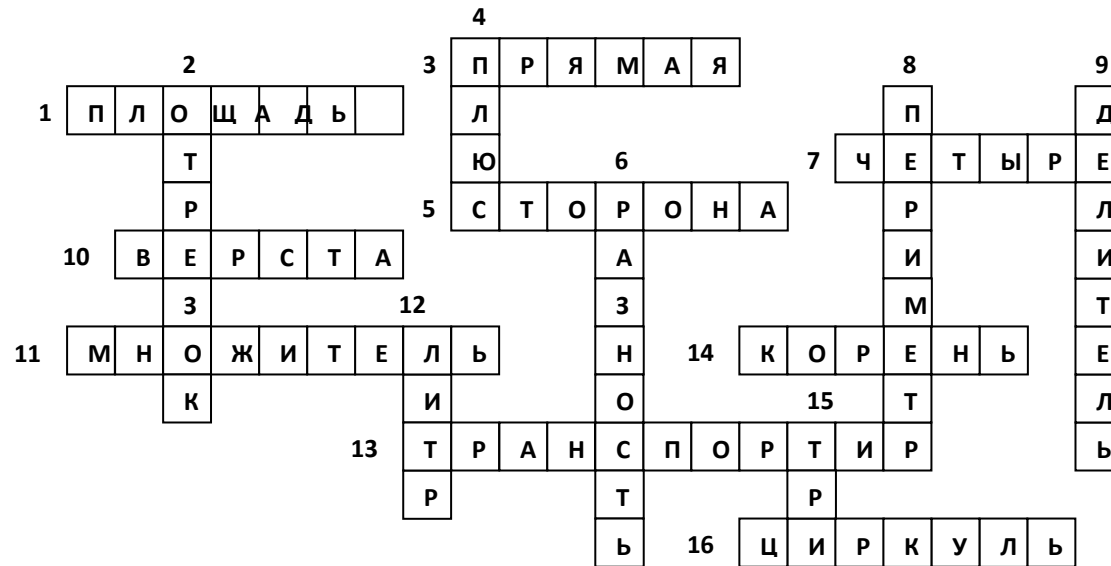 4
2 3 П Р Я М А Я 8 9
1 П Л О Щ А Д Ь Л П Д
Т Ю 6 7 Ч Е Т Ы Р Е
Р 5 С Т О Р О Н А Р Л
10 В Е Р С Т А А И И
З 12 З М Т
11 М Н О Ж И Т Е Л Ь Н 14 К О Р Е Н Ь Е
К И О 15 Т Л
13 Т Р А Н С П О Р Т И Р Ь
Р Т Р
Ь 16 Ц И Р К У Л Ь